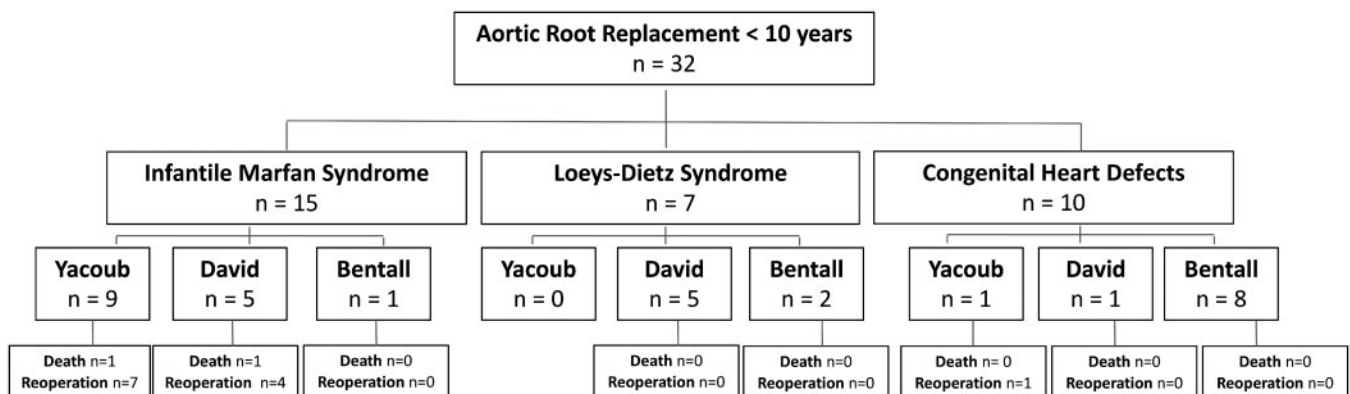 Aortic Root Replacement < 10 years
n = 32
Infantile Marfan Syndrome
n = 15
Loeys-Dietz Syndrome
n = 7
Congenital Heart Defects
n = 10
Yacoub
n = 9
David
n = 5
Bentall
n = 1
Yacoub
n = 0
David
n = 5
Bentall
n = 2
Yacoub
n = 1
David
n = 1
Bentall
n = 8
Death n=1
Reoperation n=7
Death n=1
Reoperation n=4
Death n=0
Reoperation n=0
Death n=0
Reoperation n=0
Death n=0
Reoperation n=0
Death n= 0
Reoperation n=1
Death n=0
Reoperation n=0
Death n=0
Reoperation n=0